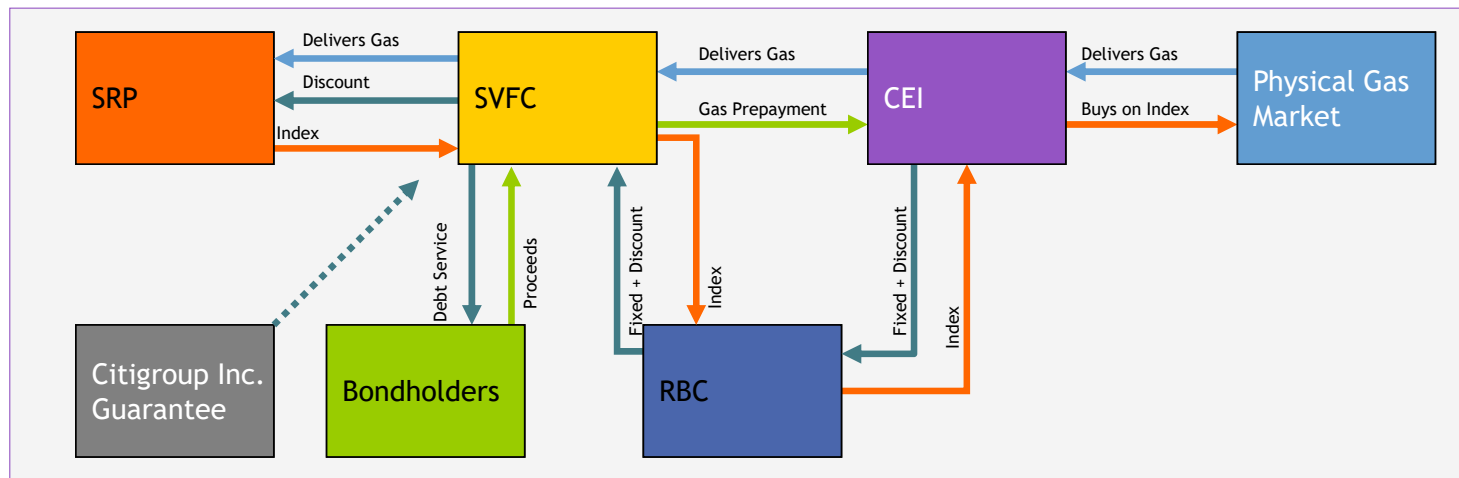 Delivers Gas
Delivers Gas
Delivers Gas
SRP
Discount
SVFC
CEI
Physical Gas
Market
Gas Prepayment
Buys on Index
Index
Debt Service
Proceeds
Fixed + Discount
Index
Fixed + Discount
Index
Citigroup Inc.
Guarantee
Bondholders
RBC